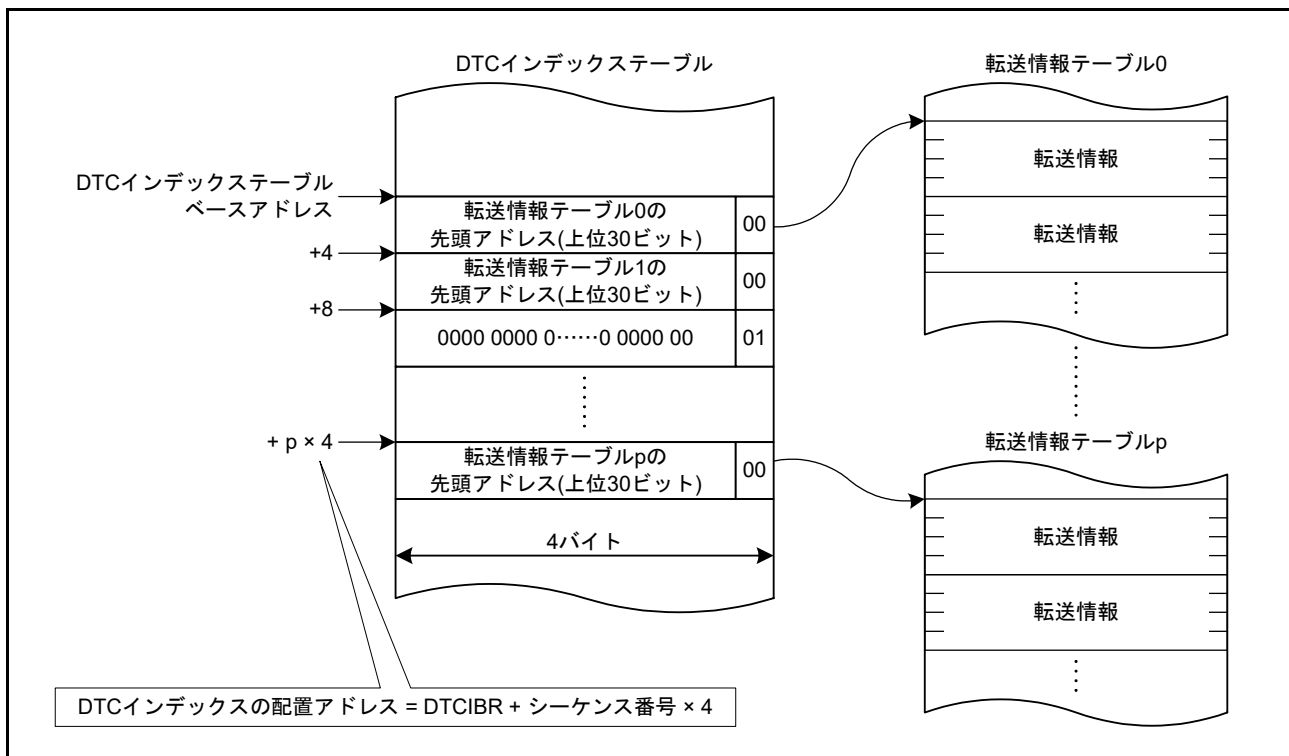 DTCインデックステーブル
転送情報テーブル0
転送情報
転送情報
DTCインデックステーブル
ベースアドレス
転送情報テーブル0の
先頭アドレス(上位30ビット)
00
+4
転送情報テーブル1の
先頭アドレス(上位30ビット)
00
+8
0000 0000 0……0 0000 00
01
+ p × 4
転送情報テーブルpの
先頭アドレス(上位30ビット)
00
4バイト
転送情報テーブルp
転送情報
転送情報
DTCインデックスの配置アドレス = DTCIBR + シーケンス番号 × 4